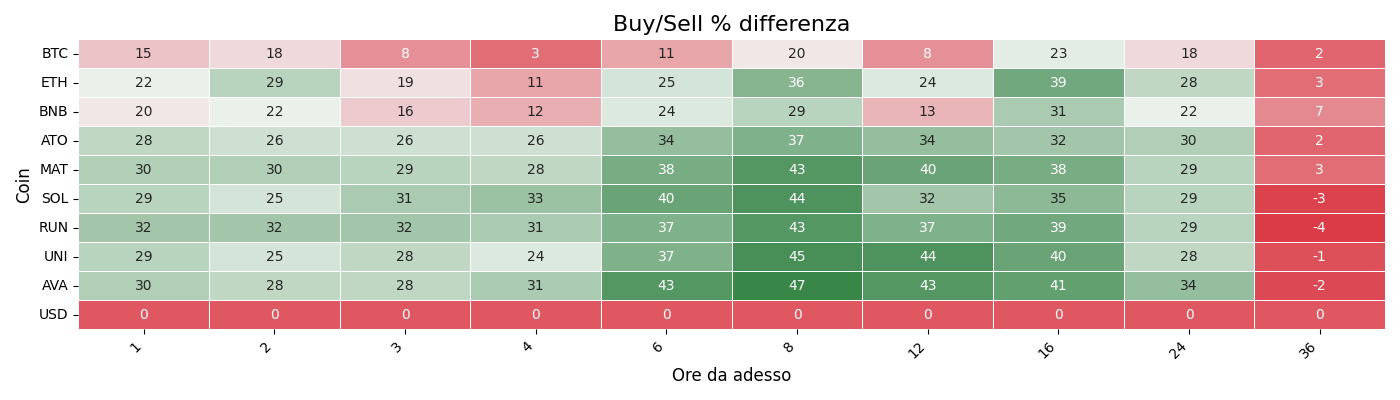 Buy/Sell % differenza
Coin
BTC 15 18 8 3 11 20 8 23 18 2
ETH 22 29 19 11 25 36 24 39 28 3
BNB 20 22 16 12 24 29 13 31 22 7
ATO 28 26 26 26 34 37 34 32 30 2
MAT 30 30 29 28 38 43 40 38 29 3
SOL 29 25 31 33 40 44 32 35 29 -3
RUN 32 32 32 31 37 43 37 39 29 -4
UNI 29 25 28 24 37 45 44 40 28 -1
AVA 30 28 28 31 43 47 43 41 34 -2
USD 0 0 0 0 0 0 0 0 0 0
1 2 3 4 6 8 12 16 24 36
Ore da adesso